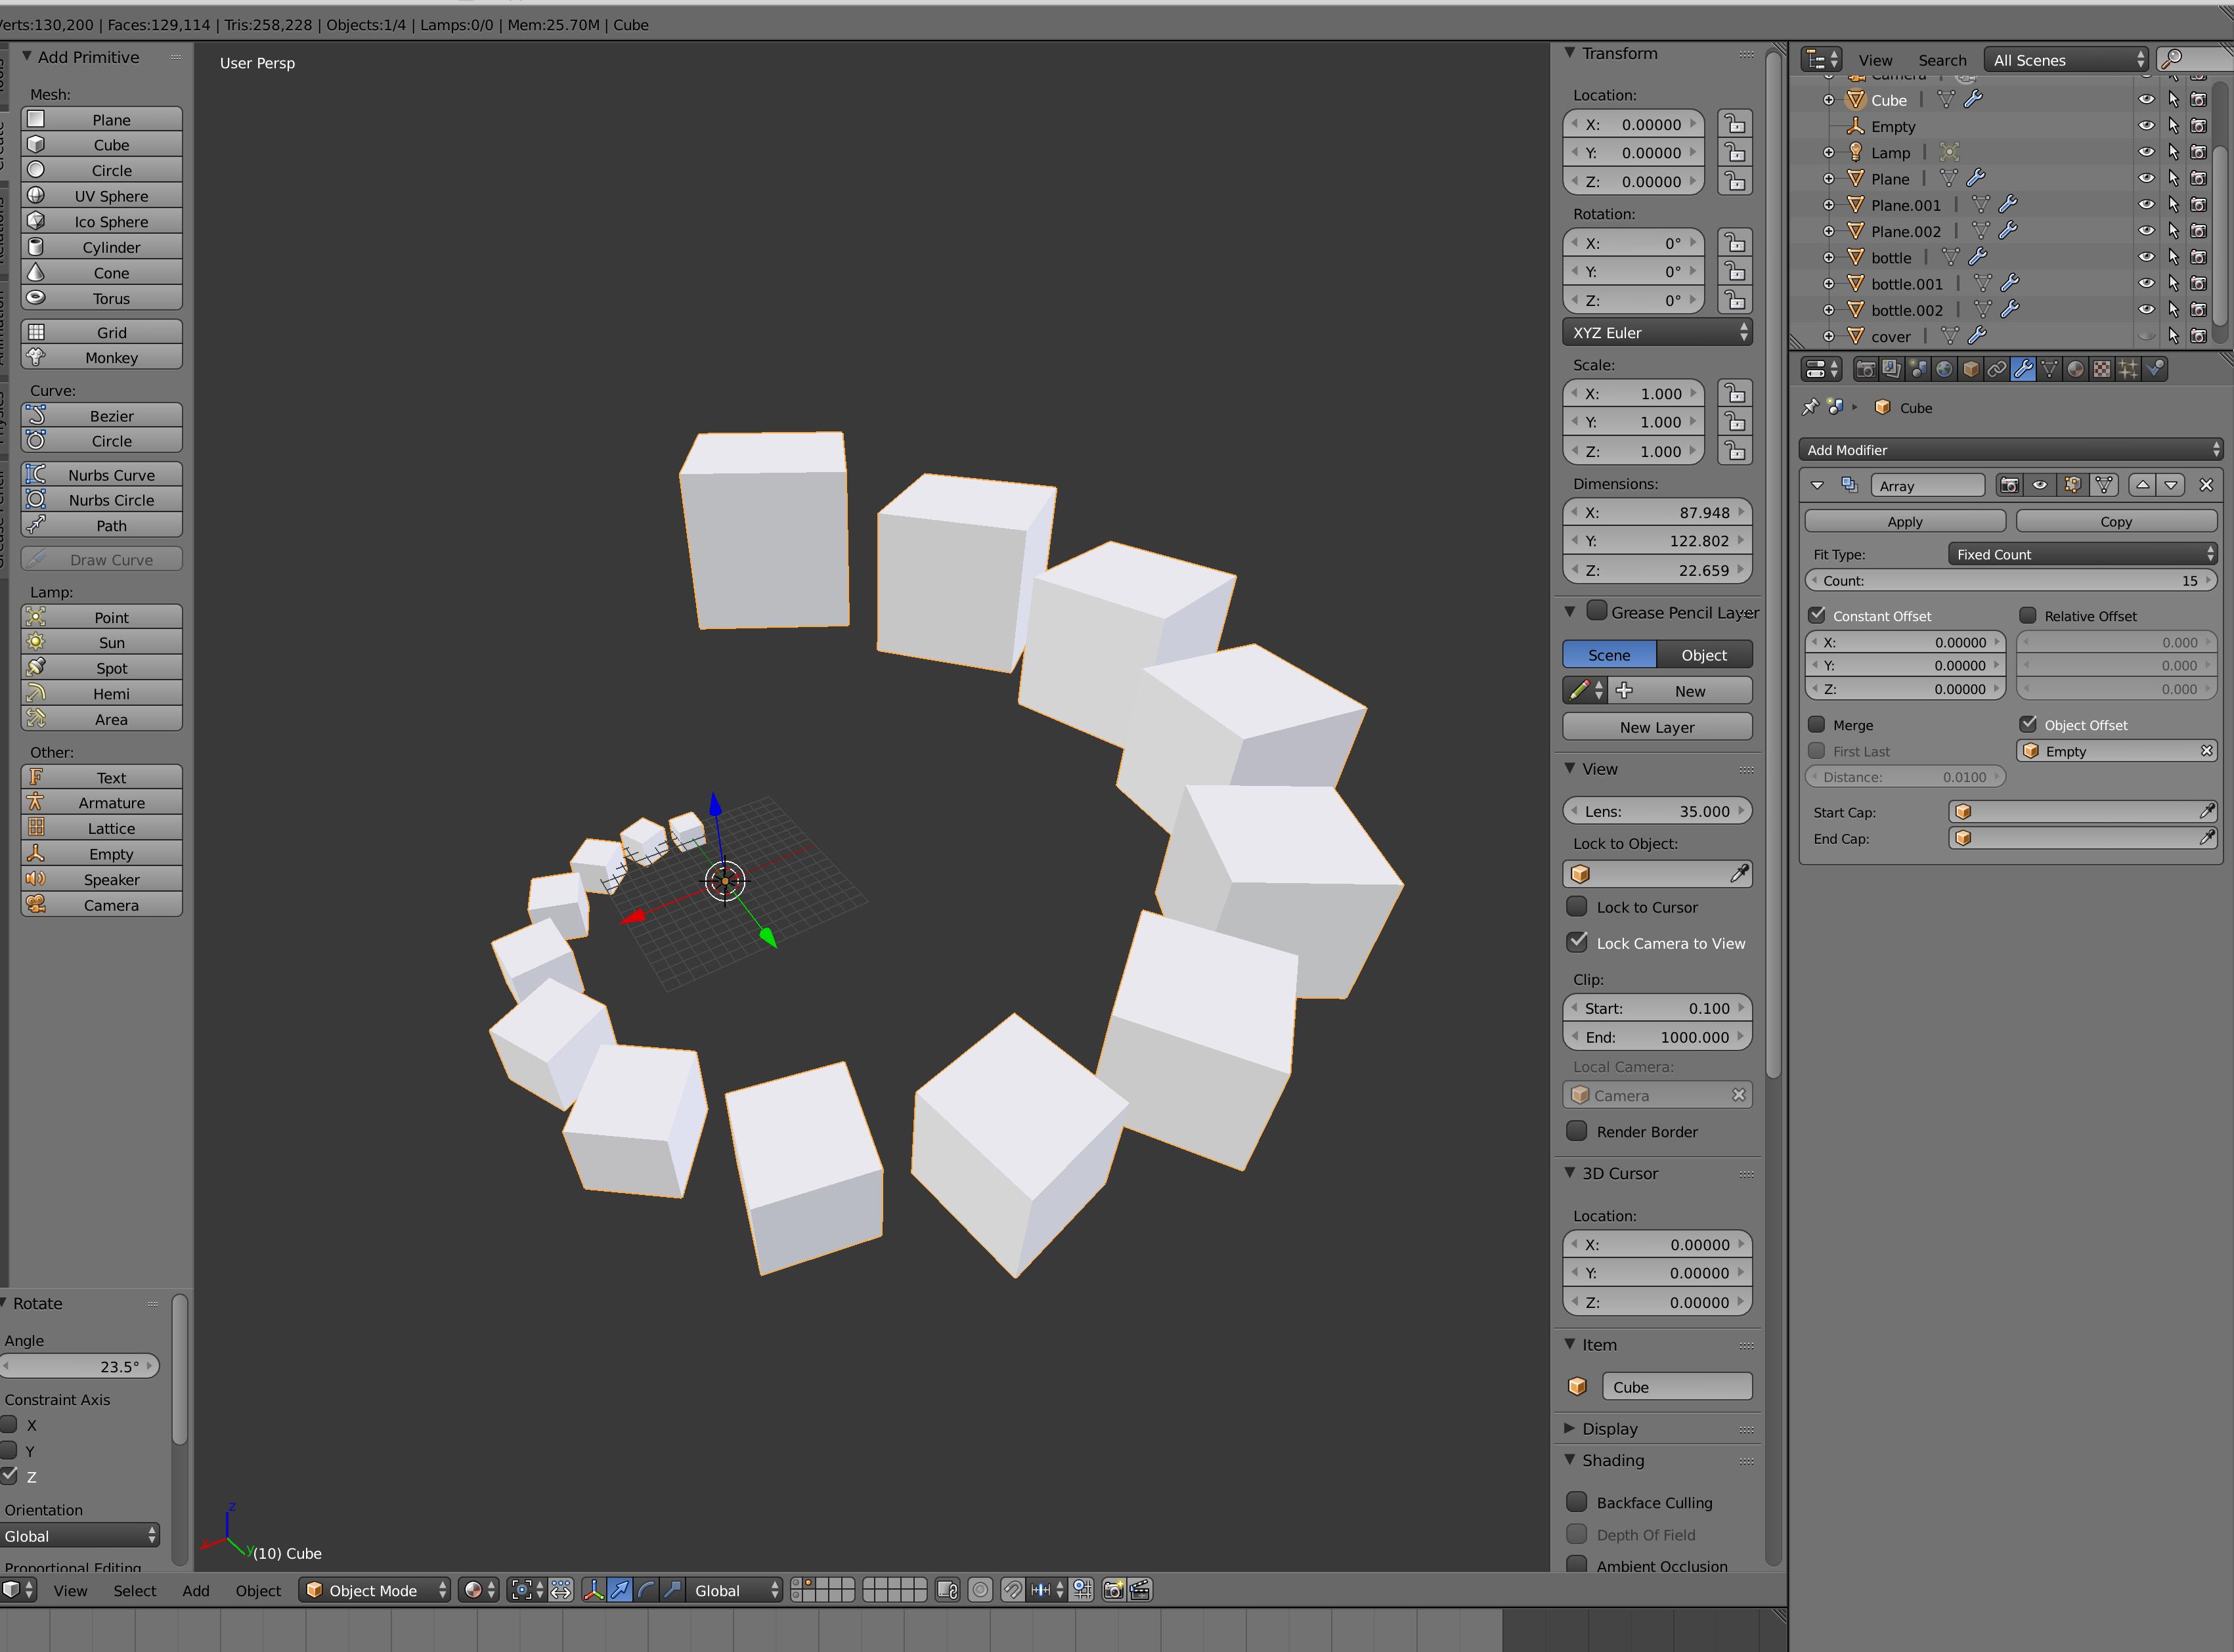 Verts:130,200 | Faces:129,114 | Tris:258,228 | Objects:1/4 | Lamps:0/0 | Mem:25.70M | Cube
Add Primitive
Mesh:
Plane
Cube
Circle
UV Sphere
Ico Sphere
Cylinder
Cone
Torus
Grid
Monkey
Curve:
Bezier
Circle
Nurbs Curve
Nurbs Circle
Path
Draw Curve
Lamp:
Point
Sun
Spot
Hemi
Area
Other:
Text
Armature
Lattice
Empty
Speaker
Camera
Rotate
Angle
23.5°
Constraint Axis
X
Y
Z
Orientation
Global
Proportional Editing
User Persp
z
x
y
(10) Cube
View Select Add Object Object Mode Global
Transform
Location:
X: 0.00000
Y: 0.00000
Z: 0.00000
Rotation:
X: 0°
Y: 0°
Z: 0°
XYZ Euler
Scale:
X: 1.000
Y: 1.000
Z: 1.000
Dimensions:
X: 87.948
Y: 122.802
Z: 22.659
Grease Pencil Layer
Scene Object
New
New Layer
View
Lens: 35.000
Lock to Object:
Lock to Cursor
Lock Camera to View
Clip:
Start: 0.100
End: 1000.000
Local Camera:
Camera
Render Border
3D Cursor
Location:
X: 0.00000
Y: 0.00000
Z: 0.00000
Item
Cube
Display
Shading
Backface Culling
Depth Of Field
Ambient Occlusion
View Search All Scenes
Camera
Cube
Empty
Lamp
Plane
Plane.001
Plane.002
bottle
bottle.001
bottle.002
cover
Cube
Add Modifier
Array
Apply Copy
Fit Type: Fixed Count
Count: 15
Constant Offset Relative Offset
X: 0.00000 0.000
Y: 0.00000 0.000
Z: 0.00000 0.000
Merge Object Offset
First Last Empty
Distance: 0.0100
Start Cap:
End Cap: